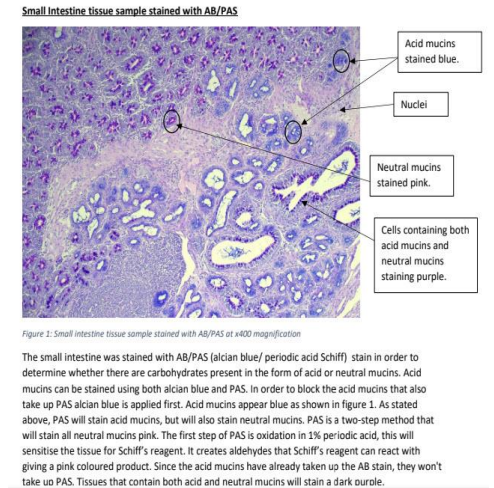 Small Intestine tissue sample stained with AB/PAS
Acid mucins
stained blue.
Nuclei
Neutral mucins
stained pink.
Cells containing both
acid mucins and
neutral mucins
staining purple.
Figure 1: Small intestine tissue sample stained with AB/PAS at x400 magnification
The small intestine was stained with AB/PAS (alcian blue/ periodic acid Schiff)  stain in order to
determine whether there are carbohydrates present in the form of acid or neutral mucins. Acid
mucins can be stained using both alcian blue and PAS. In order to block the acid mucins that also
take up PAS alcian blue is applied first. Acid mucins appear blue as shown in figure 1. As stated
above, PAS will stain acid mucins, but will also stain neutral mucins. PAS is a two-step method that
will stain all neutral mucins pink. The first step of PAS is oxidation in 1% periodic acid, this will
sensitise the tissue for Schiff's reagent. It creates aldehydes that Schiff's reagent can react with
giving a pink coloured product. Since the acid mucins have already taken up the AB stain, they won't
take up PAS. Tissues that contain both acid and neutral mucins will stain a dark purple.